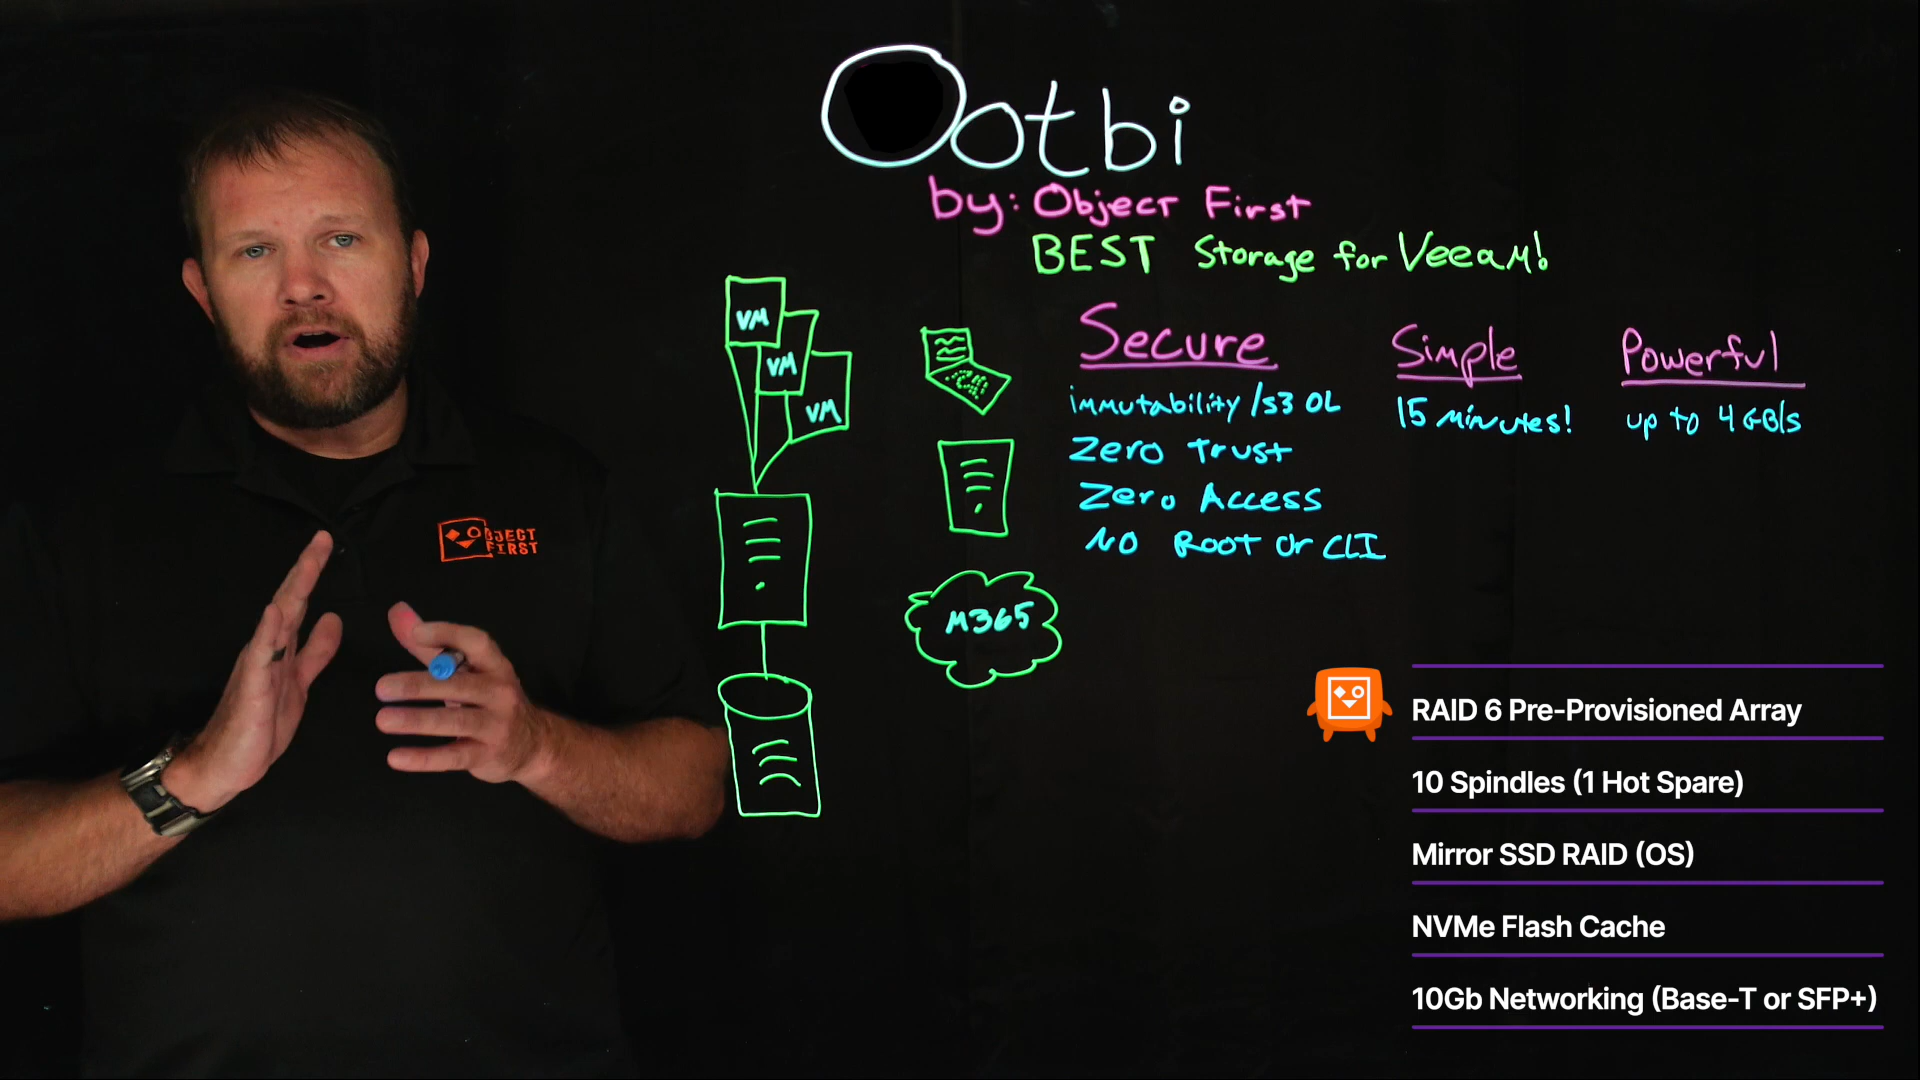 Ootbi
by: Object First
BEST Storage for Veeam!
VM
VM
VM
Secure
immutability/S3 OL
Zero Trust
Zero Access
No Root or CLI
Simple
15 minutes!
Powerful
up to 4 GB/s
M365
OBJECT
FIRST
RAID 6 Pre-Provisioned Array
10 Spindles (1 Hot Spare)
Mirror SSD RAID (OS)
NVMe Flash Cache
10Gb Networking (Base-T or SFP+)